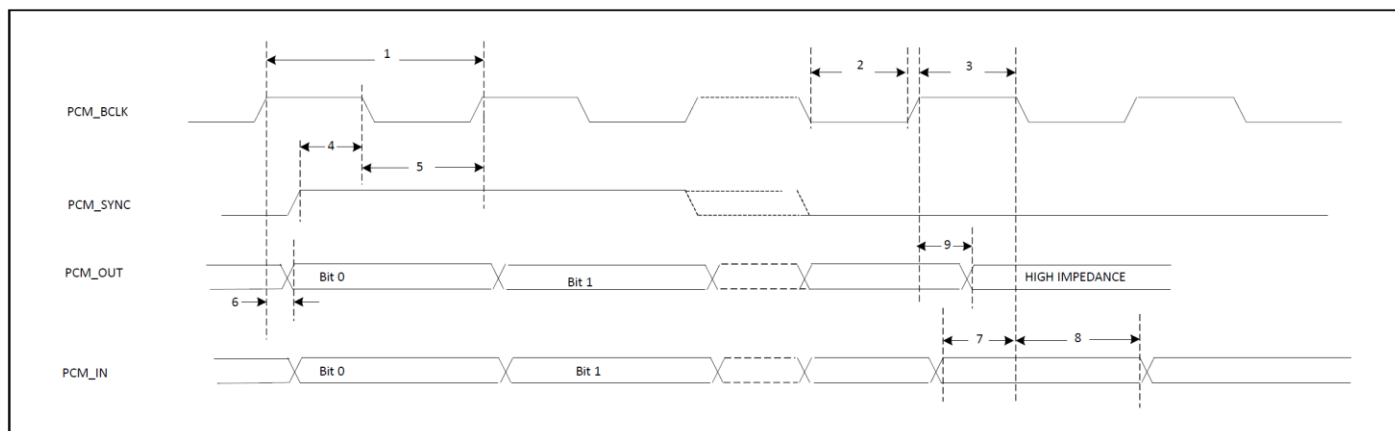 1
2
3
PCM_BCLK
4
5
PCM_SYNC
9
PCM_OUT
Bit 0
Bit 1
HIGH IMPEDANCE
6
7
8
PCM_IN
Bit 0
Bit 1